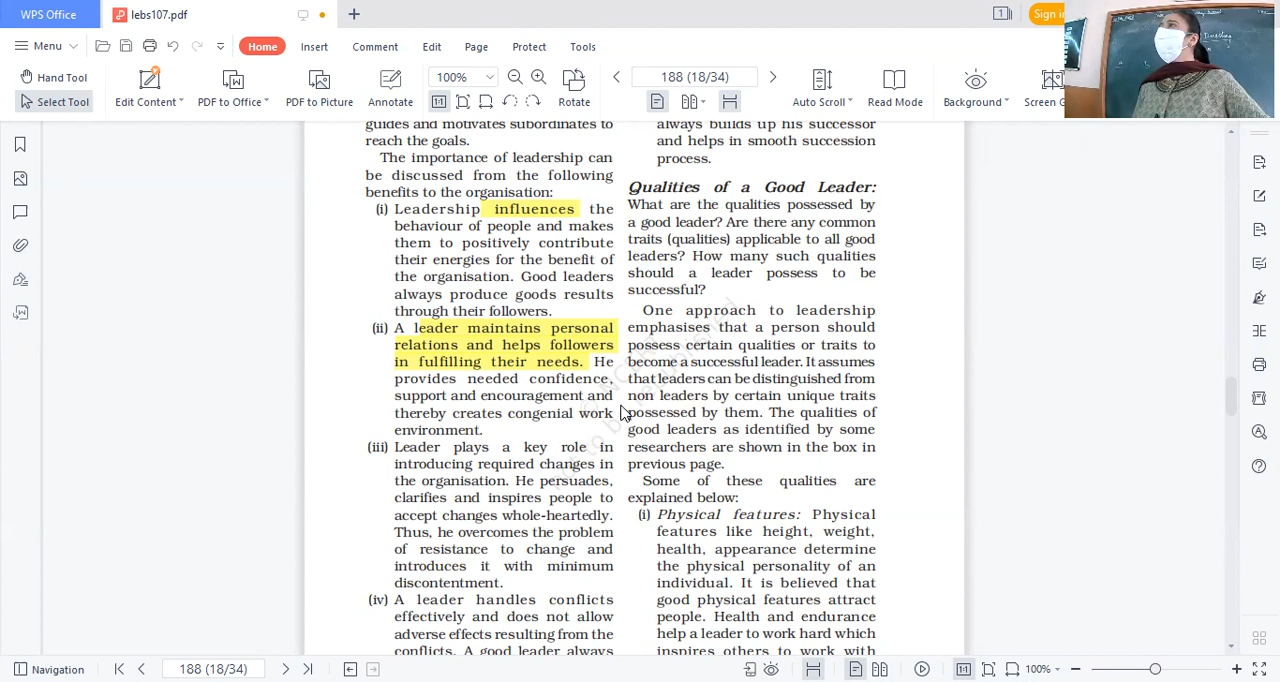 WPS Office
lebs107.pdf
Sign in
Menu
Home
Insert
Comment
Edit
Page
Protect
Tools
Hand Tool
Select Tool
Edit Content
PDF to Office
PDF to Picture
Annotate
100%
188 (18/34)
Rotate
Auto Scroll
Read Mode
Background
Screen G
guides and motivates subordinates to
reach the goals.
The importance of leadership can
be discussed from the following
benefits to the organisation:
(i) Leadership influences the
behaviour of people and makes
them to positively contribute
their energies for the benefit of
the organisation. Good leaders
always produce goods results
through their followers.
(ii) A leader maintains personal
relations and helps followers
in fulfilling their needs. He
provides needed confidence,
support and encouragement and
thereby creates congenial work
environment.
(iii) Leader plays a key role in
introducing required changes in
the organisation. He persuades,
clarifies and inspires people to
accept changes whole-heartedly.
Thus, he overcomes the problem
of resistance to change and
introduces it with minimum
discontentment.
(iv) A leader handles conflicts
effectively and does not allow
adverse effects resulting from the
conflicts. A good leader always
always builds up his successor
and helps in smooth succession
process.
Qualities of a Good Leader:
What are the qualities possessed by
a good leader? Are there any common
traits (qualities) applicable to all good
leaders? How many such qualities
should a leader possess to be
successful?
One approach to leadership
emphasises that a person should
possess certain qualities or traits to
become a successful leader. It assumes
that leaders can be distinguished from
non leaders by certain unique traits
possessed by them. The qualities of
good leaders as identified by some
researchers are shown in the box in
previous page.
Some of these qualities are
explained below:
(i) Physical features: Physical
features like height, weight,
health, appearance determine
the physical personality of an
individual. It is believed that
good physical features attract
people. Health and endurance
help a leader to work hard which
inspires others to work with
Navigation
188 (18/34)
100%